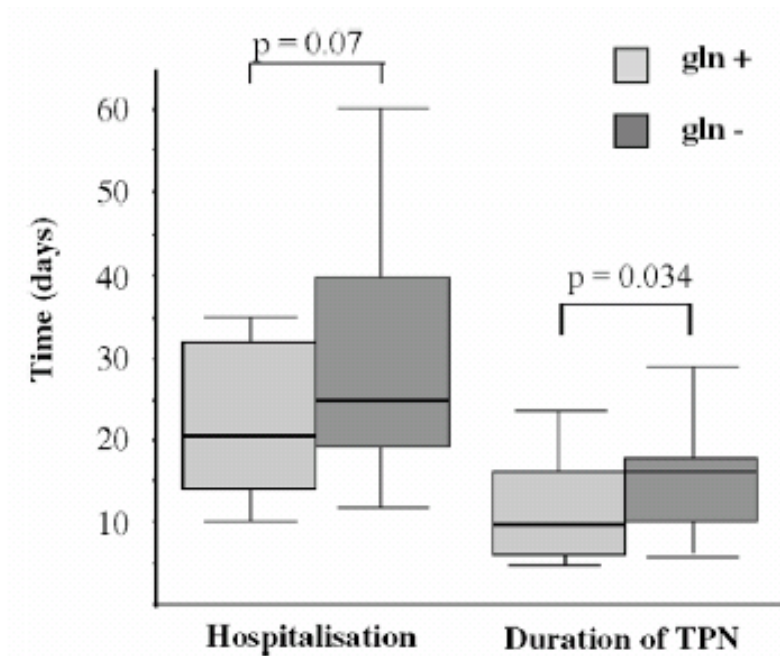 p = 0.07
gln +
gln -
p = 0.034
Time (days)
60
50
40
30
20
10
Hospitalisation
Duration of TPN